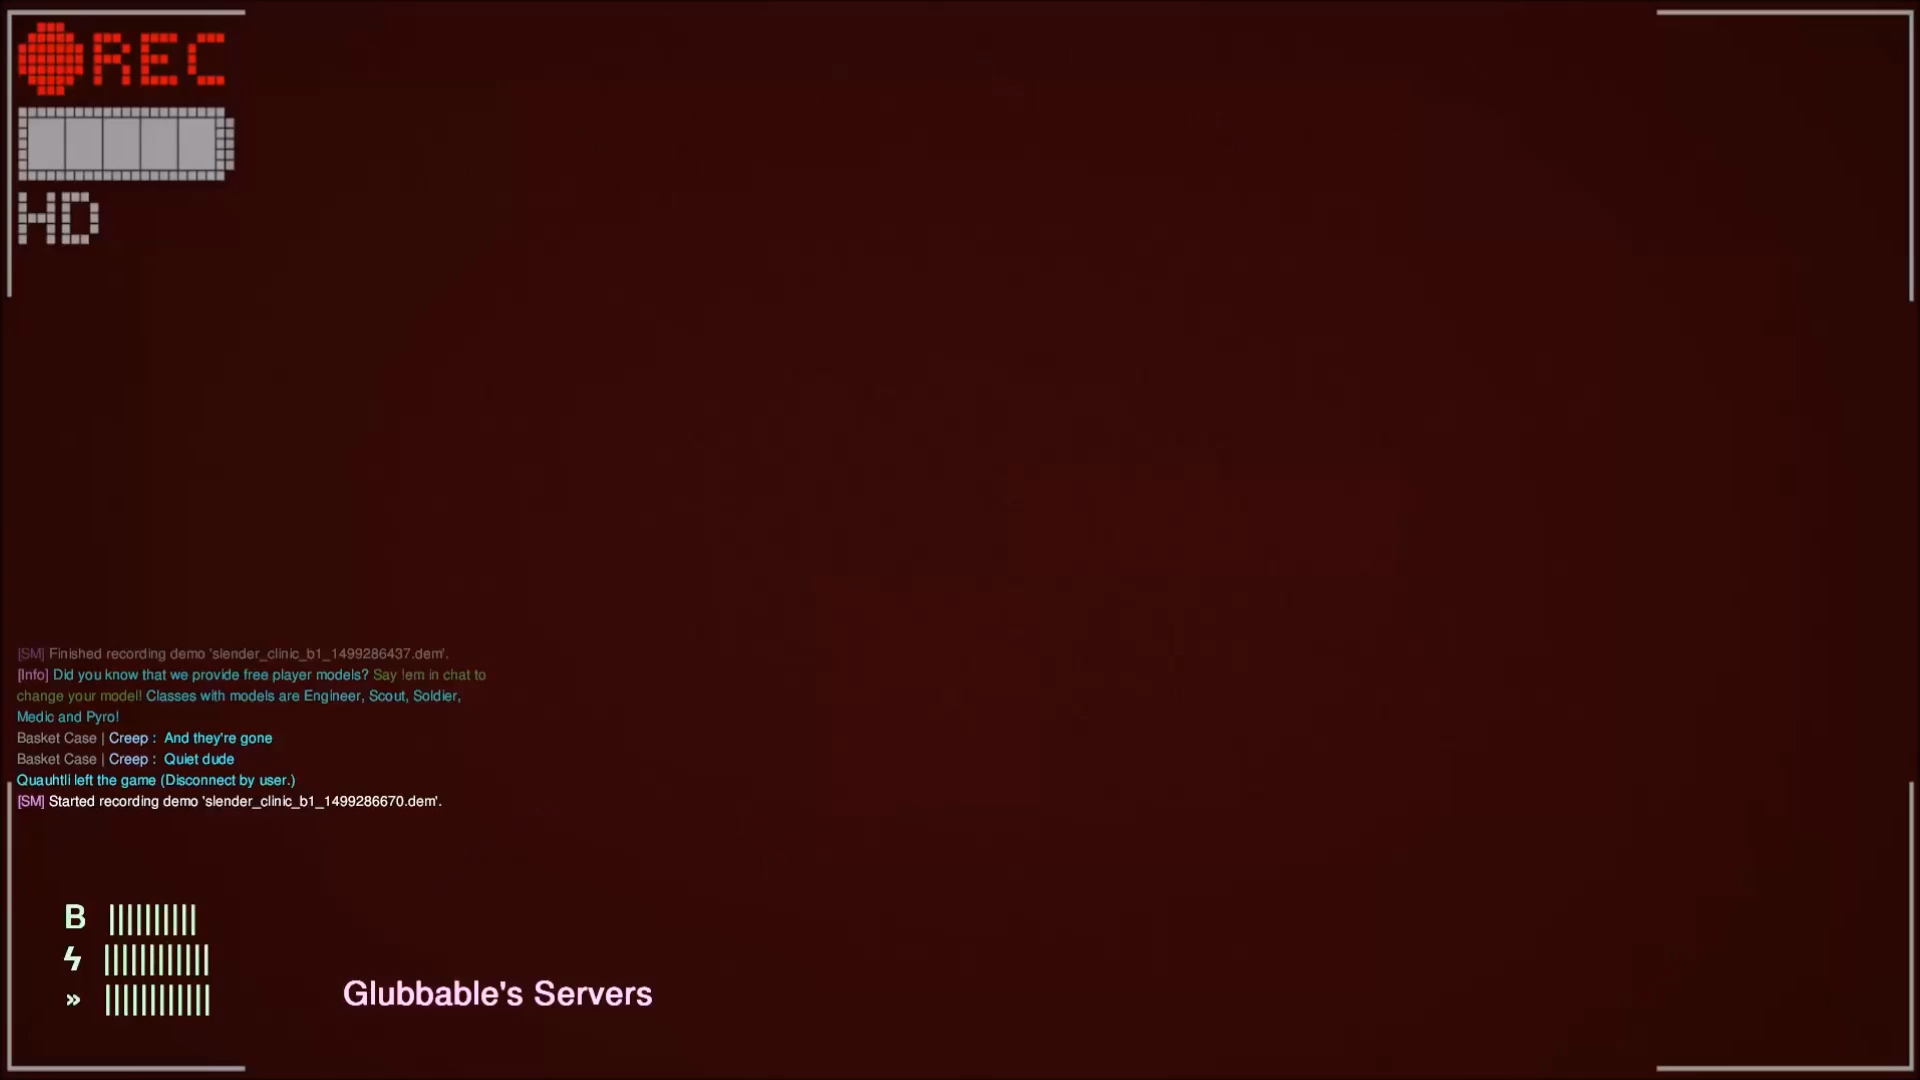 REC
HD
[SM] Finished recording demo 'slender_clinic_b1_1499286437.dem'.
[Info] Did you know that we provide free player models? Say !em in chat to
change your model! Classes with models are Engineer, Scout, Soldier,
Medic and Pyro!
Basket Case | Creep :  And they're gone
Basket Case | Creep :  Quiet dude
Quauhtli left the game (Disconnect by user.)
[SM] Started recording demo 'slender_clinic_b1_1499286670.dem'.
B ||||||||||
ϟ ||||||||||||
» ||||||||||||
Glubbable's Servers